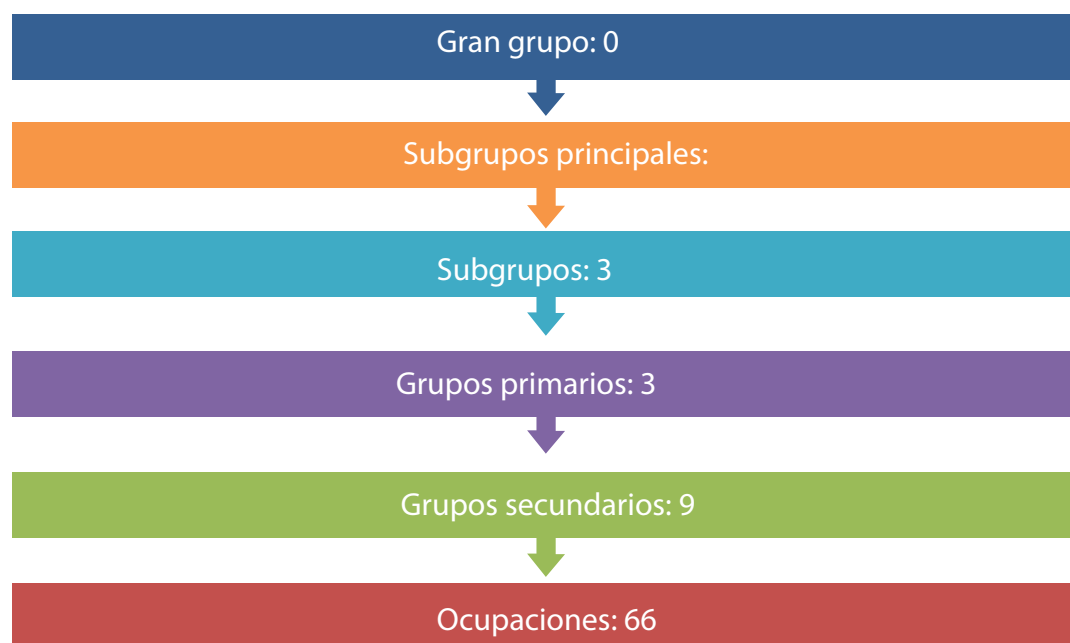 Gran grupo: 0
Subgrupos principales:
Subgrupos: 3
Grupos primarios: 3
Grupos secundarios: 9
Ocupaciones: 66